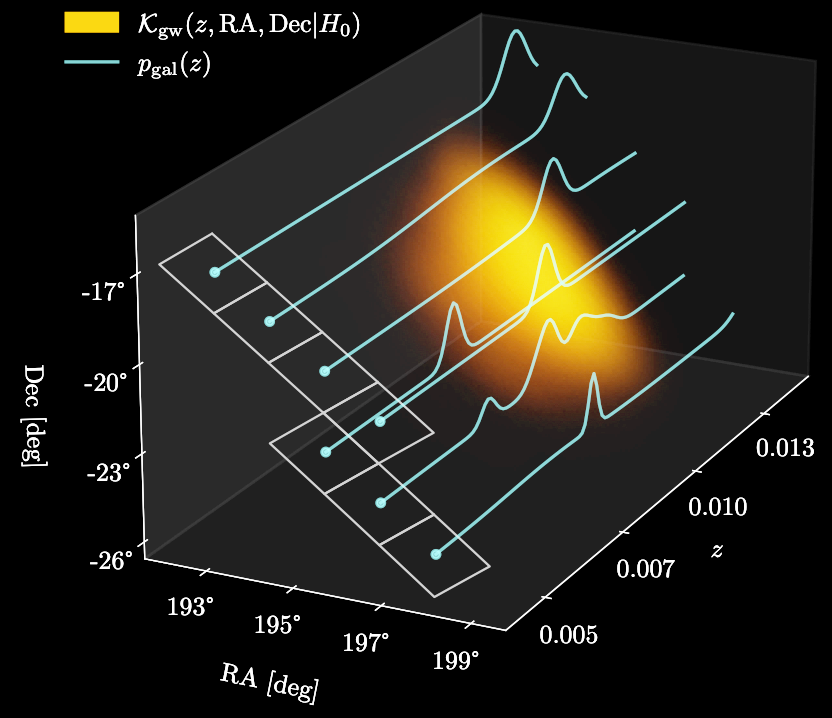 𝒦gw(z, RA, Dec|H₀)
pgal(z)
-17°
-20°
-23°
-26°
Dec [deg]
193°
195°
197°
199°
RA [deg]
0.005
0.007
0.010
0.013
z